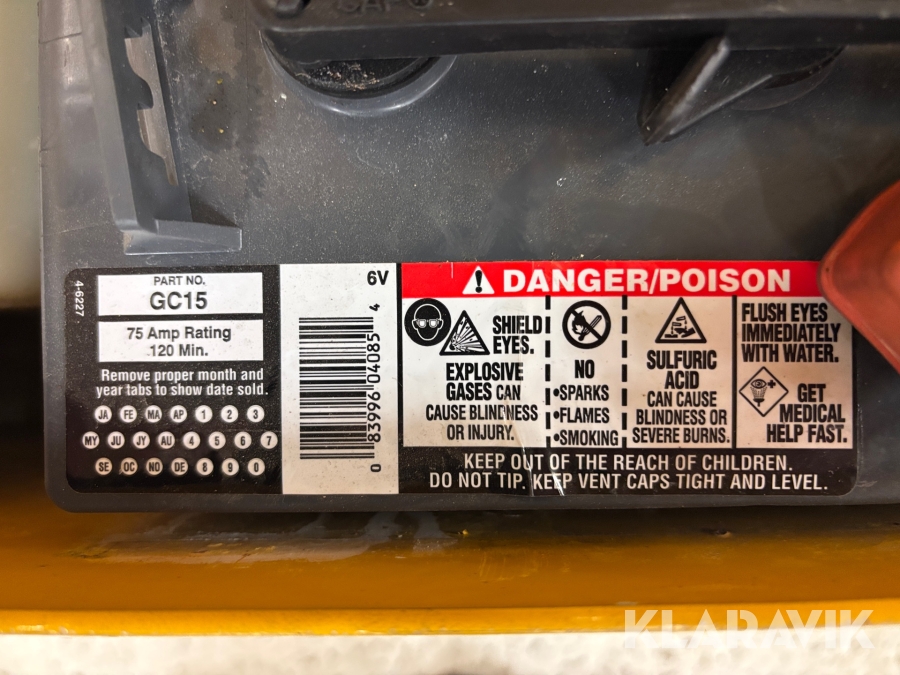 4-6227
PART NO.
GC15
75 Amp Rating
120 Min.
Remove proper month and
year tabs to show date sold.
JA FE MA AP 1 2 3
MY JU JY AU 4 5 6 7
SE OC NO DE 8 9 0
6V
0 83996 04085 4
DANGER/POISON
SHIELD
EYES.
EXPLOSIVE
GASES CAN
CAUSE BLINDNESS
OR INJURY.
NO
•SPARKS
•FLAMES
•SMOKING
SULFURIC
ACID
CAN CAUSE
BLINDNESS OR
SEVERE BURNS.
FLUSH EYES
IMMEDIATELY
WITH WATER.
GET
MEDICAL
HELP FAST.
KEEP OUT OF THE REACH OF CHILDREN.
DO NOT TIP. KEEP VENT CAPS TIGHT AND LEVEL.
KLARAVIK